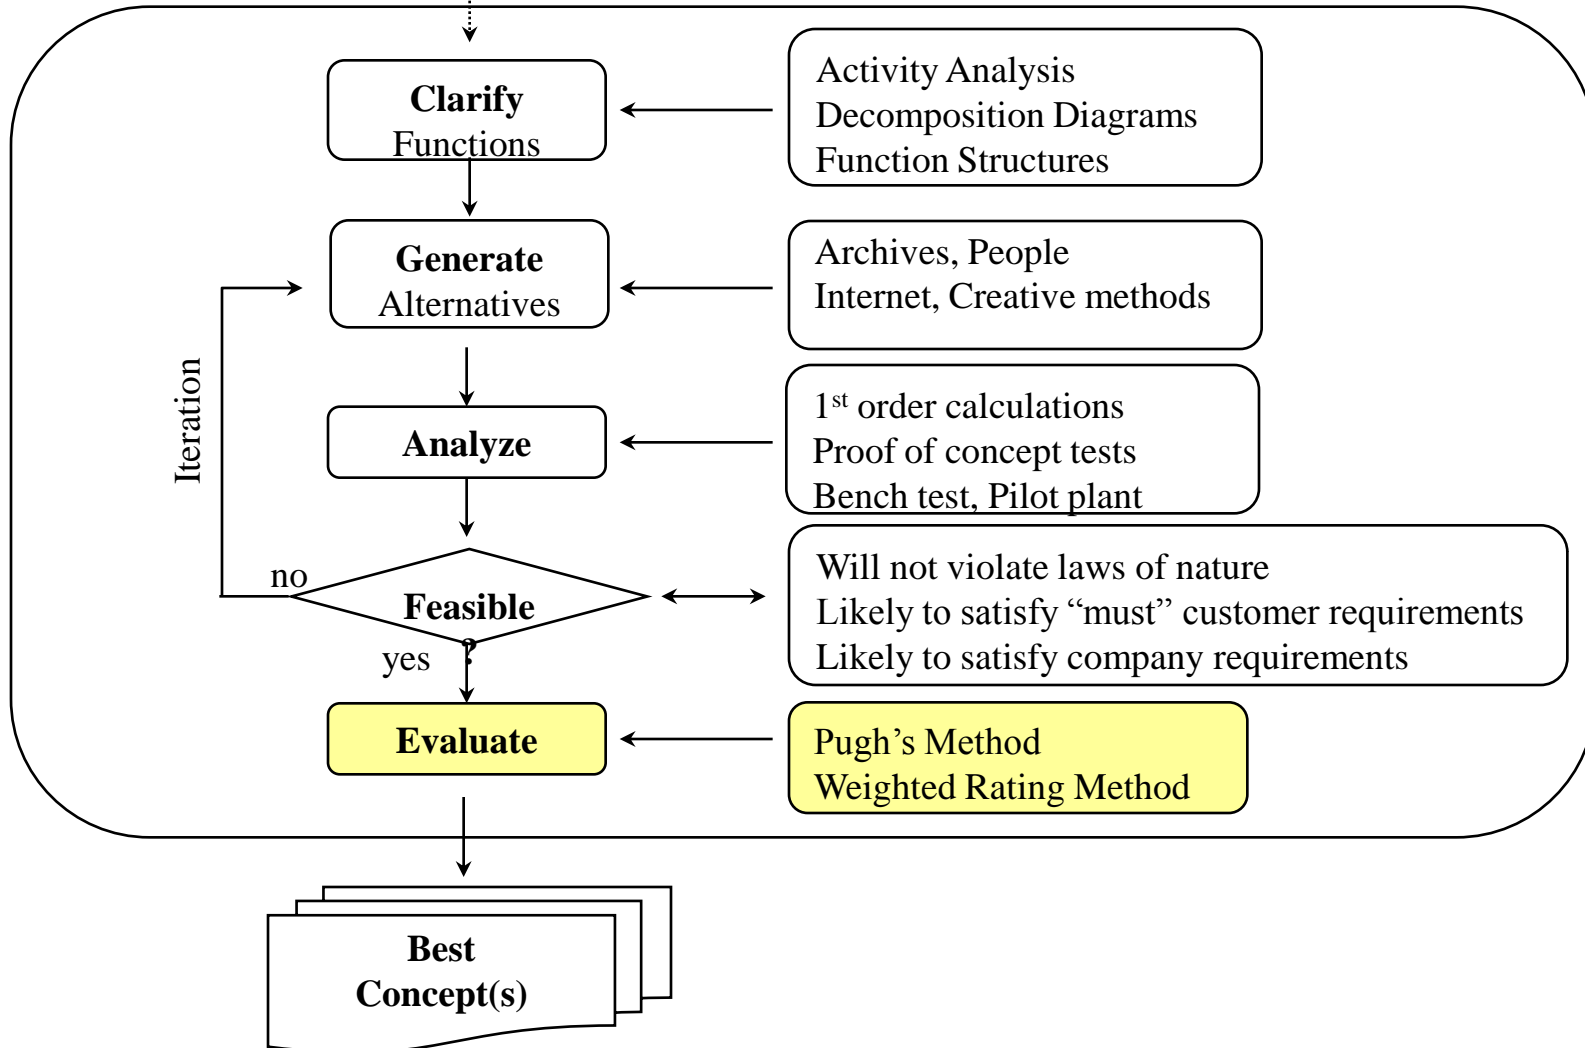 Clarify
Functions
Activity Analysis
Decomposition Diagrams
Function Structures
Generate
Alternatives
Archives, People
Internet, Creative methods
Iteration
Analyze
1st order calculations
Proof of concept tests
Bench test, Pilot plant
no
Feasible
?
yes
Will not violate laws of nature
Likely to satisfy “must” customer requirements
Likely to satisfy company requirements
Evaluate
Pugh’s Method
Weighted Rating Method
Best
Concept(s)